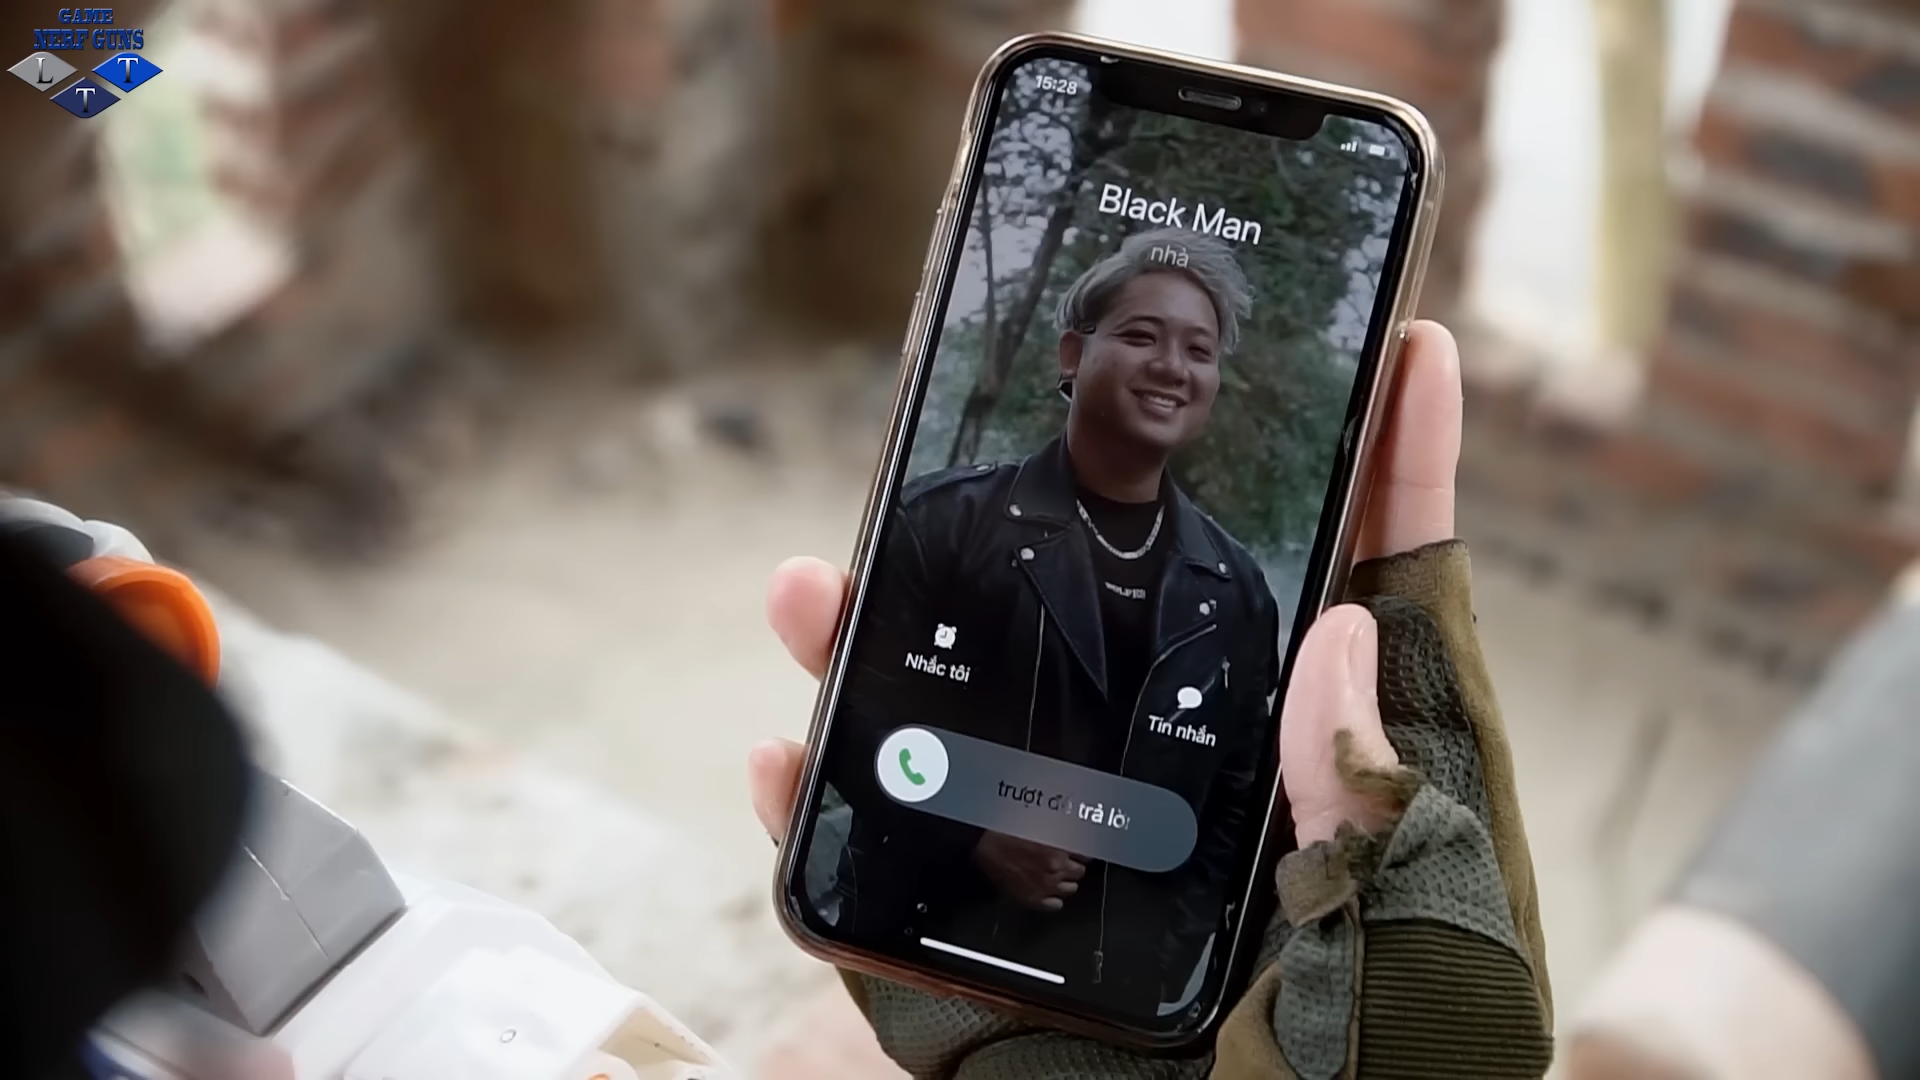 GAME
NERF GUNS
L T
T
15:28
Black Man
nhà
Nhắc tôi
Tin nhắn
trượt để trả lời